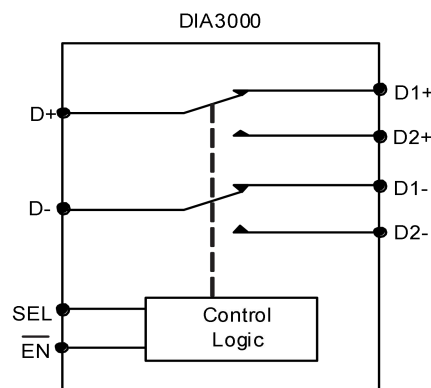 DIA3000
D+
D1+
D2+
D-
D1-
D2-
SEL
EN
Control
Logic